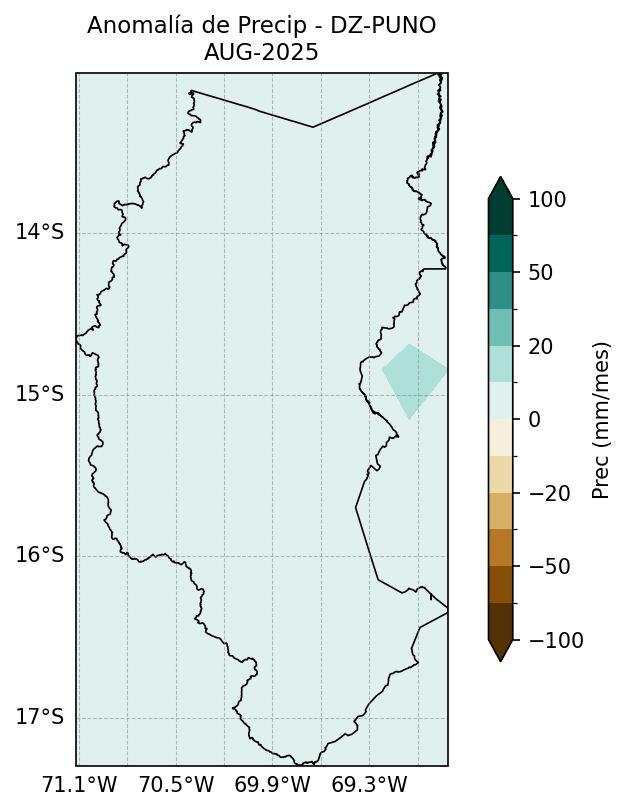 Anomalía de Precip - DZ-PUNO
AUG-2025
14°S
15°S
16°S
17°S
71.1°W 70.5°W 69.9°W 69.3°W
100
50
20
0
−20
−50
−100
Prec (mm/mes)